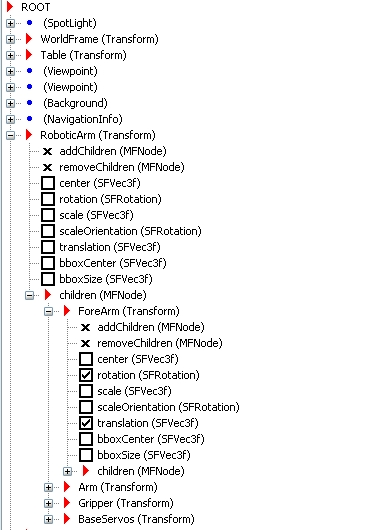 ROOT
(SpotLight)
WorldFrame (Transform)
Table (Transform)
(Viewpoint)
(Viewpoint)
(Background)
(NavigationInfo)
RoboticArm (Transform)
addChildren (MFNode)
removeChildren (MFNode)
center (SFVec3f)
rotation (SFRotation)
scale (SFVec3f)
scaleOrientation (SFRotation)
translation (SFVec3f)
bboxCenter (SFVec3f)
bboxSize (SFVec3f)
children (MFNode)
ForeArm (Transform)
addChildren (MFNode)
removeChildren (MFNode)
center (SFVec3f)
rotation (SFRotation)
scale (SFVec3f)
scaleOrientation (SFRotation)
translation (SFVec3f)
bboxCenter (SFVec3f)
bboxSize (SFVec3f)
children (MFNode)
Arm (Transform)
Gripper (Transform)
BaseServos (Transform)